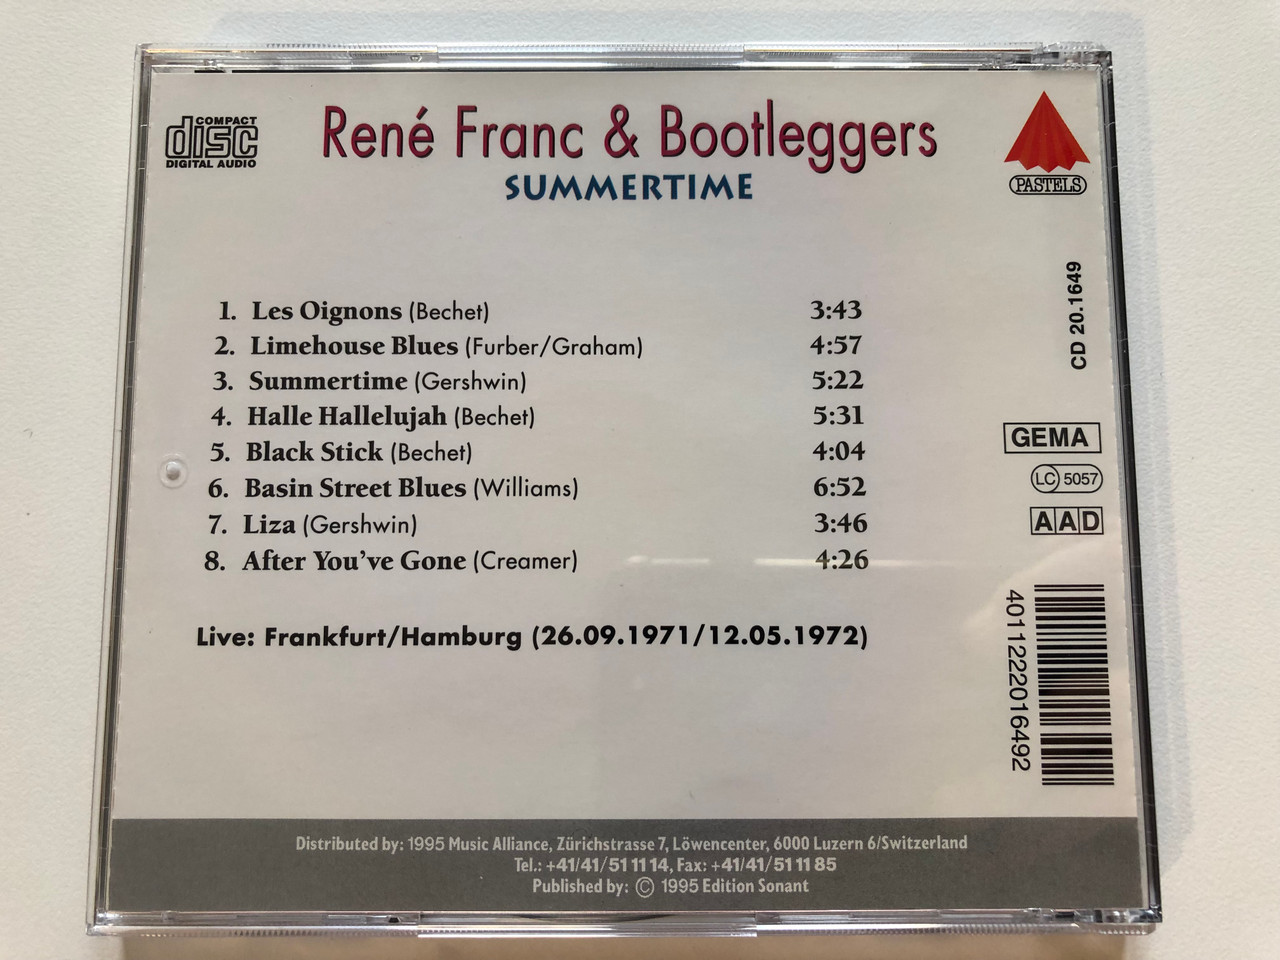 COMPACT
disc
DIGITAL AUDIO
René Franc & Bootleggers
SUMMERTIME
PASTELS
CD 20.1649
1. Les Oignons (Bechet) 3:43
2. Limehouse Blues (Furber/Graham) 4:57
3. Summertime (Gershwin) 5:22
4. Halle Hallelujah (Bechet) 5:31
5. Black Stick (Bechet) 4:04
6. Basin Street Blues (Williams) 6:52
7. Liza (Gershwin) 3:46
8. After You've Gone (Creamer) 4:26
GEMA
LC 5057
AAD
Live: Frankfurt/Hamburg (26.09.1971/12.05.1972)
4011222016492
Distributed by: 1995 Music Alliance, Zürichstrasse 7, Löwencenter, 6000 Luzern 6/Switzerland
Tel.: +41/41/51 11 14, Fax: +41/41/51 11 85
Published by: © 1995 Edition Sonant